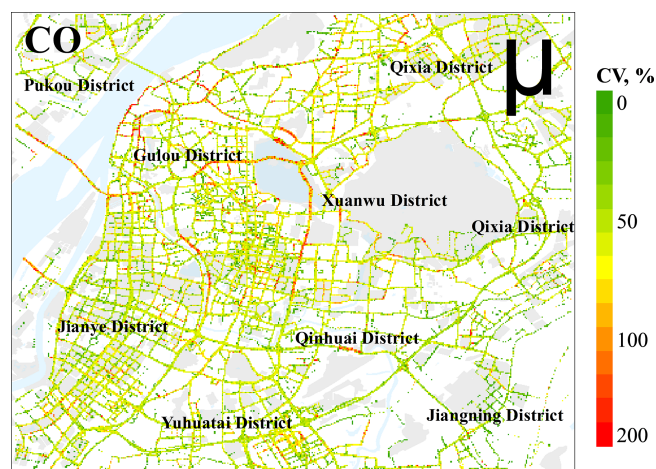 CO
μ
Pukou District
Qixia District
CV, %
0
Gulou District
Xuanwu District
50
Qixia District
Jianye District
Qinhuai District
100
Yuhuatai District
Jiangning District
200